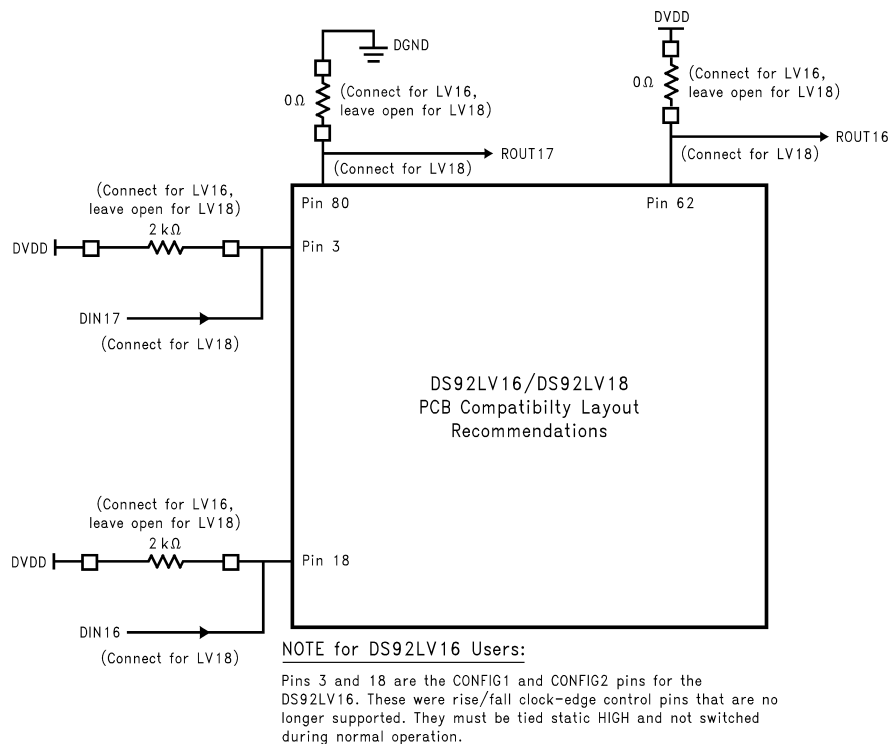 DGND
0Ω
(Connect for LV16,
leave open for LV18)
ROUT17
(Connect for LV18)
DVDD
0Ω
(Connect for LV16,
leave open for LV18)
ROUT16
(Connect for LV18)
(Connect for LV16,
leave open for LV18)
2 kΩ
DVDD
DIN17
(Connect for LV18)
Pin 80
Pin 62
Pin 3
DS92LV16/DS92LV18
PCB Compatibilty Layout
Recommendations
(Connect for LV16,
leave open for LV18)
2 kΩ
DVDD
Pin 18
DIN16
(Connect for LV18)
NOTE for DS92LV16 Users:
Pins 3 and 18 are the CONFIG1 and CONFIG2 pins for the
DS92LV16. These were rise/fall clock-edge control pins that are no
longer supported. They must be tied static HIGH and not switched
during normal operation.